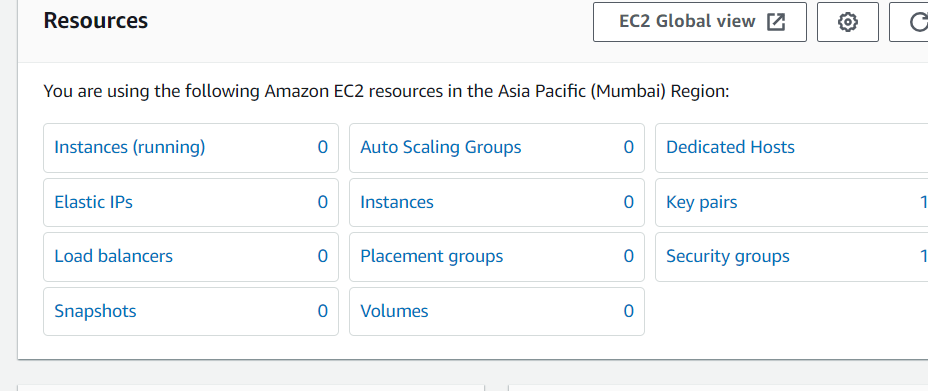 Resources
EC2 Global view
You are using the following Amazon EC2 resources in the Asia Pacific (Mumbai) Region:
Instances (running) 0 Auto Scaling Groups 0 Dedicated Hosts
Elastic IPs 0 Instances 0 Key pairs 1
Load balancers 0 Placement groups 0 Security groups 1
Snapshots 0 Volumes 0